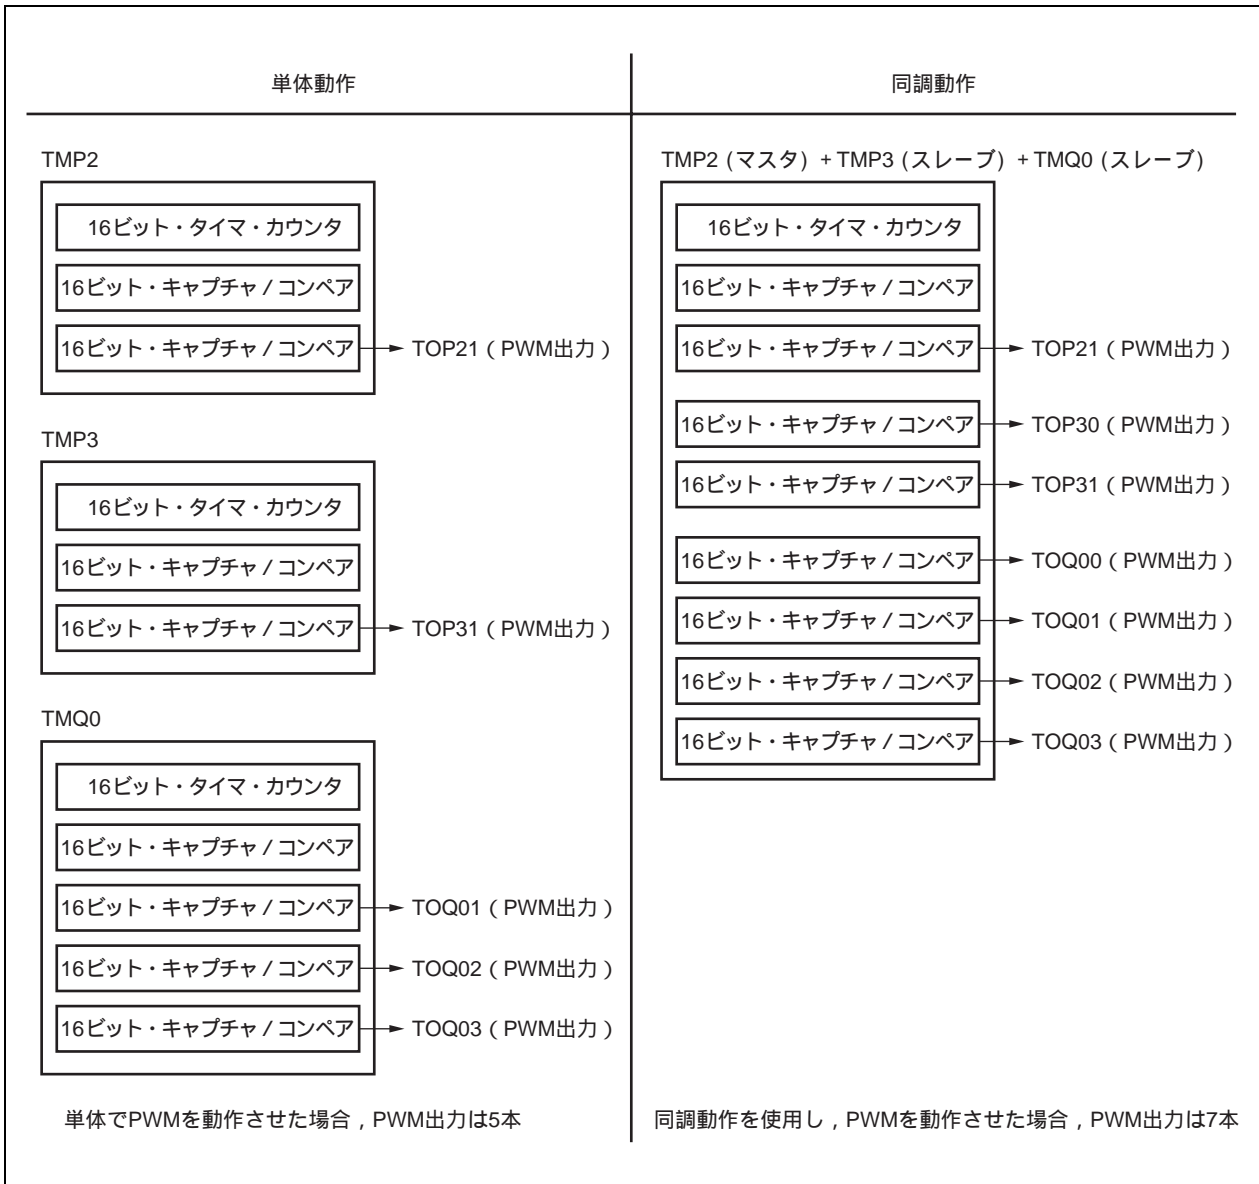 単体動作
TMP2
16ビット・タイマ・カウンタ
16ビット・キャプチャ / コンペア
16ビット・キャプチャ / コンペア
TOP21（PWM出力）
TMP3
16ビット・タイマ・カウンタ
16ビット・キャプチャ / コンペア
16ビット・キャプチャ / コンペア
TOP31（PWM出力）
TMQ0
16ビット・タイマ・カウンタ
16ビット・キャプチャ / コンペア
16ビット・キャプチャ / コンペア
TOQ01（PWM出力）
16ビット・キャプチャ / コンペア
TOQ02（PWM出力）
16ビット・キャプチャ / コンペア
TOQ03（PWM出力）
単体でPWMを動作させた場合，PWM出力は5本
同調動作
TMP2 (マスタ) + TMP3 (スレーブ) + TMQ0 (スレーブ)
16ビット・タイマ・カウンタ
16ビット・キャプチャ / コンペア
16ビット・キャプチャ / コンペア
TOP21（PWM出力）
16ビット・キャプチャ / コンペア
TOP30（PWM出力）
16ビット・キャプチャ / コンペア
TOP31（PWM出力）
16ビット・キャプチャ / コンペア
TOQ00（PWM出力）
16ビット・キャプチャ / コンペア
TOQ01（PWM出力）
16ビット・キャプチャ / コンペア
TOQ02（PWM出力）
16ビット・キャプチャ / コンペア
TOQ03（PWM出力）
同調動作を使用し，PWMを動作させた場合，PWM出力は7本